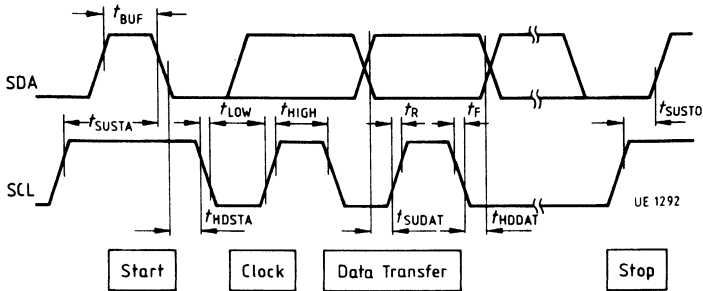 tBUF
SDA
tLOW
tHIGH
tR
tF
tSUSTA
tSUSTO
SCL
UE 1292
tHDSTA
tSUDAT
tHDDAT
Start
Clock
Data Transfer
Stop